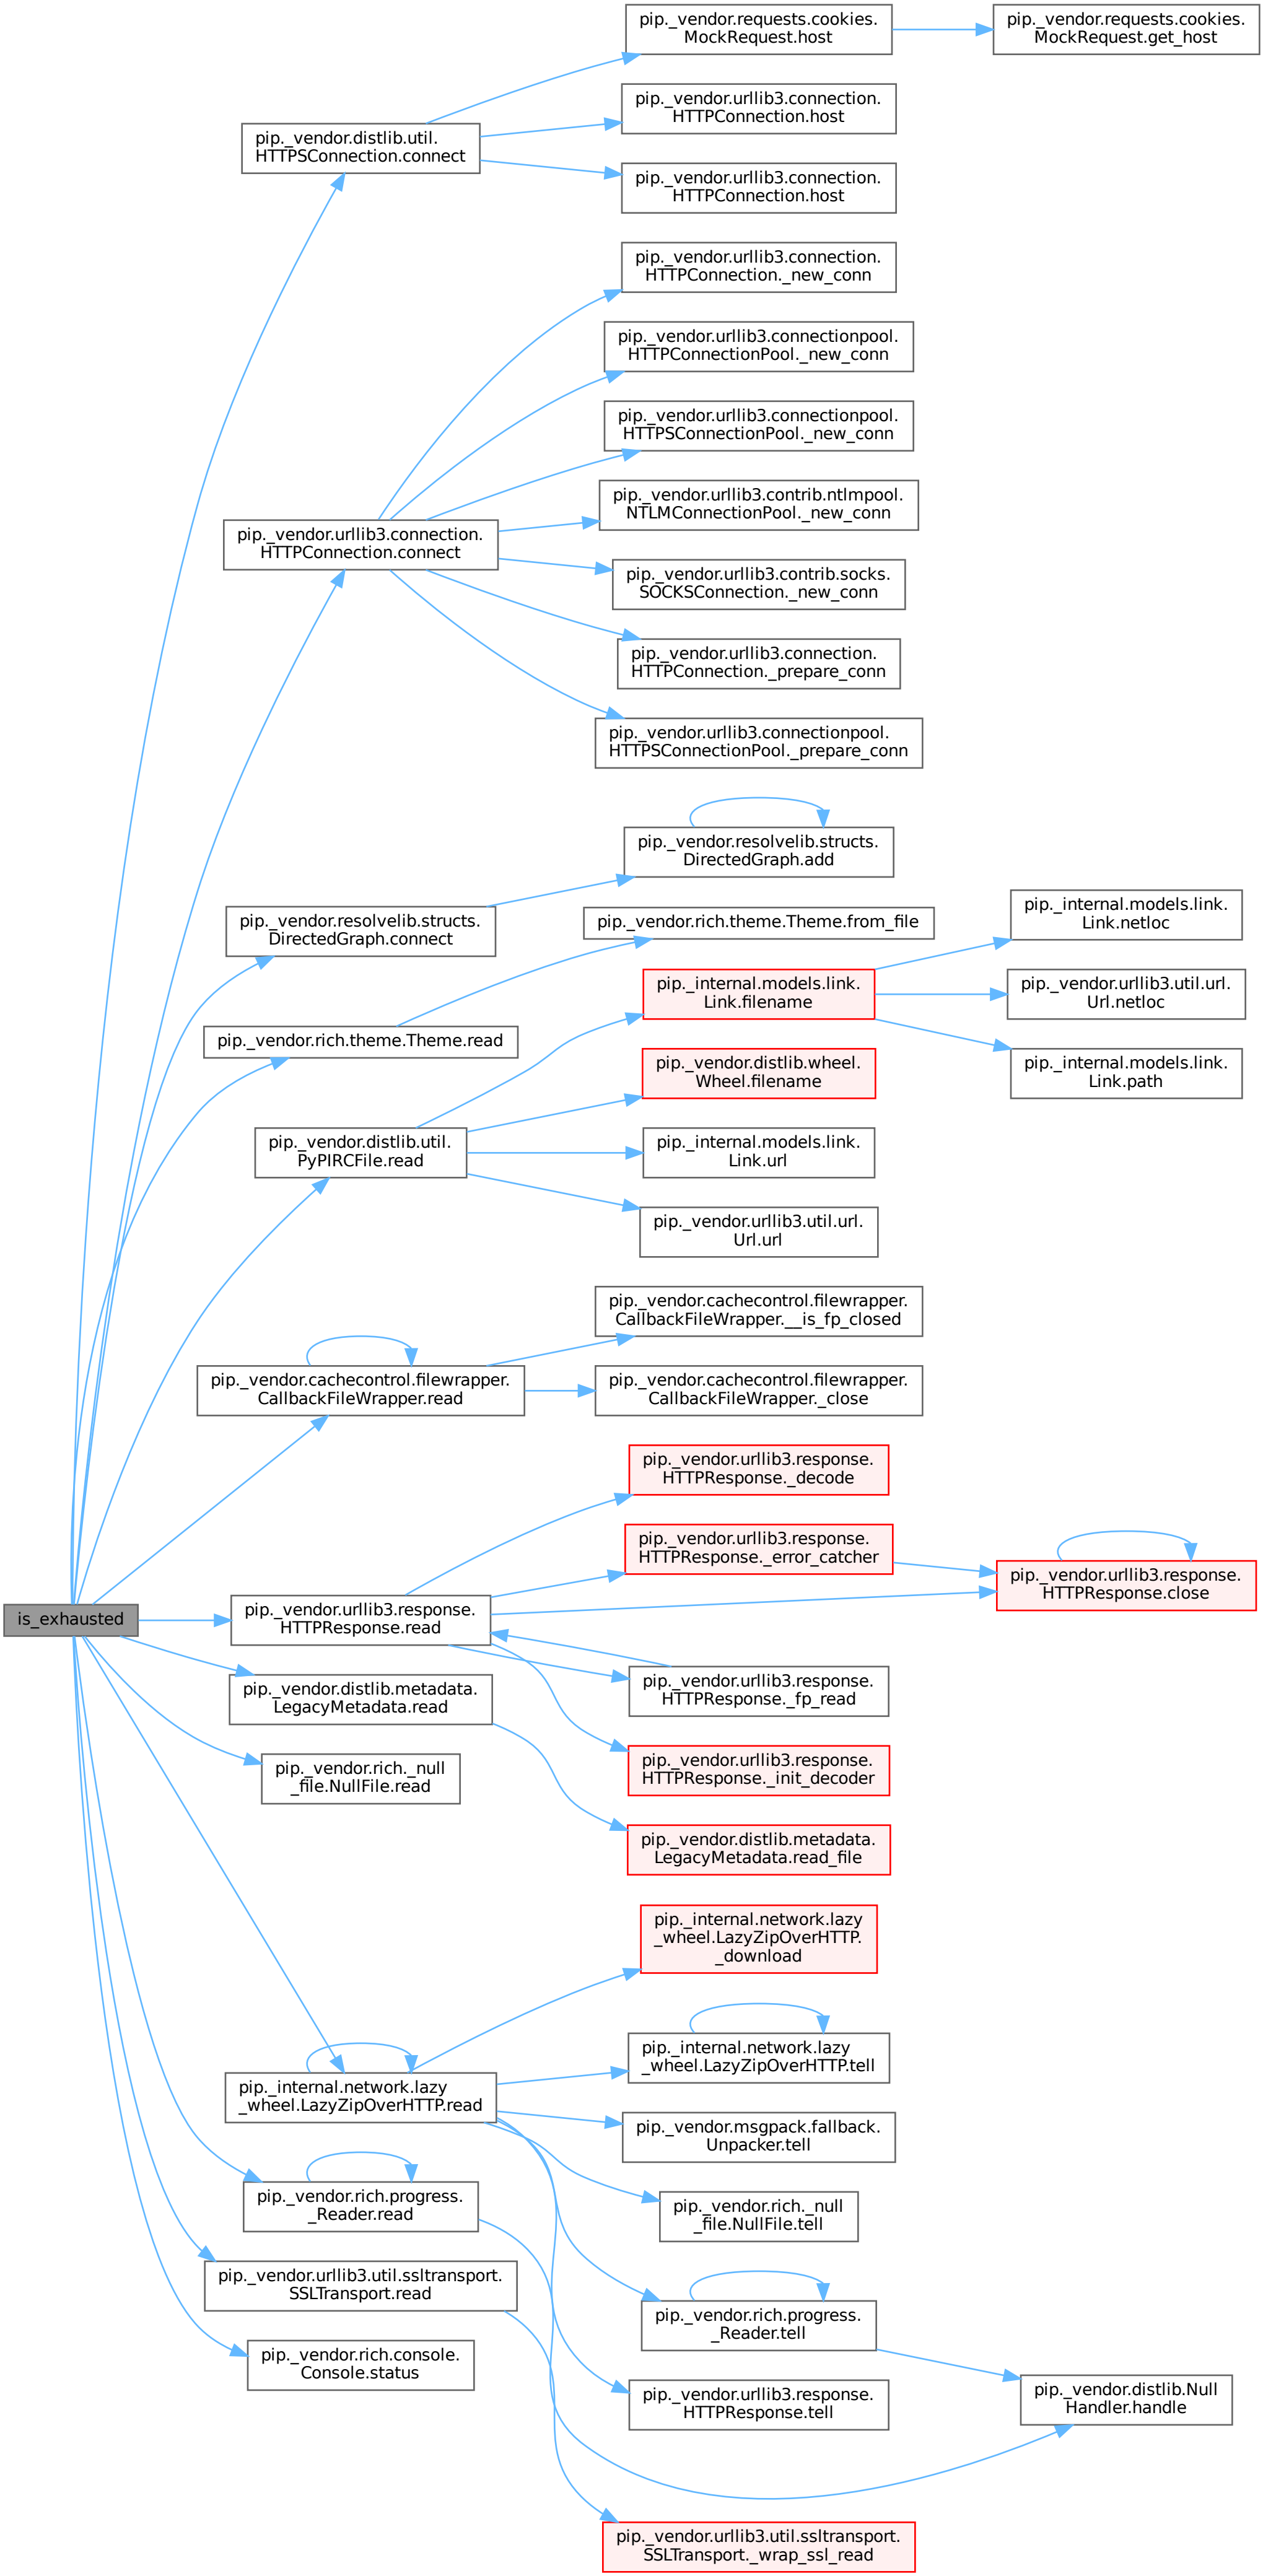 pip._vendor.requests.cookies.
MockRequest.host
pip._vendor.requests.cookies.
MockRequest.get_host
pip._vendor.urllib3.connection.
HTTPConnection.host
pip._vendor.distlib.util.
HTTPSConnection.connect
pip._vendor.urllib3.connection.
HTTPConnection.host
pip._vendor.urllib3.connection.
HTTPConnection._new_conn
pip._vendor.urllib3.connectionpool.
HTTPConnectionPool._new_conn
pip._vendor.urllib3.connectionpool.
HTTPSConnectionPool._new_conn
pip._vendor.urllib3.contrib.ntlmpool.
NTLMConnectionPool._new_conn
pip._vendor.urllib3.connection.
HTTPConnection.connect
pip._vendor.urllib3.contrib.socks.
SOCKSConnection._new_conn
pip._vendor.urllib3.connection.
HTTPConnection._prepare_conn
pip._vendor.urllib3.connectionpool.
HTTPSConnectionPool._prepare_conn
pip._vendor.resolvelib.structs.
DirectedGraph.add
pip._vendor.resolvelib.structs.
DirectedGraph.connect
pip._vendor.rich.theme.Theme.from_file
pip._internal.models.link.
Link.netloc
pip._internal.models.link.
Link.filename
pip._vendor.urllib3.util.url.
Url.netloc
pip._vendor.rich.theme.Theme.read
pip._vendor.distlib.wheel.
Wheel.filename
pip._internal.models.link.
Link.path
pip._vendor.distlib.util.
PyPIRCFile.read
pip._internal.models.link.
Link.url
pip._vendor.urllib3.util.url.
Url.url
pip._vendor.cachecontrol.filewrapper.
CallbackFileWrapper.__is_fp_closed
pip._vendor.cachecontrol.filewrapper.
CallbackFileWrapper.read
pip._vendor.cachecontrol.filewrapper.
CallbackFileWrapper._close
pip._vendor.urllib3.response.
HTTPResponse._decode
pip._vendor.urllib3.response.
HTTPResponse._error_catcher
pip._vendor.urllib3.response.
HTTPResponse.close
is_exhausted
pip._vendor.urllib3.response.
HTTPResponse.read
pip._vendor.urllib3.response.
HTTPResponse._fp_read
pip._vendor.distlib.metadata.
LegacyMetadata.read
pip._vendor.urllib3.response.
HTTPResponse._init_decoder
pip._vendor.rich._null
_file.NullFile.read
pip._vendor.distlib.metadata.
LegacyMetadata.read_file
pip._internal.network.lazy
_wheel.LazyZipOverHTTP.
_download
pip._internal.network.lazy
_wheel.LazyZipOverHTTP.tell
pip._internal.network.lazy
_wheel.LazyZipOverHTTP.read
pip._vendor.msgpack.fallback.
Unpacker.tell
pip._vendor.rich.progress.
_Reader.read
pip._vendor.rich._null
_file.NullFile.tell
pip._vendor.urllib3.util.ssltransport.
SSLTransport.read
pip._vendor.rich.progress.
_Reader.tell
pip._vendor.rich.console.
Console.status
pip._vendor.urllib3.response.
HTTPResponse.tell
pip._vendor.distlib.Null
Handler.handle
pip._vendor.urllib3.util.ssltransport.
SSLTransport._wrap_ssl_read